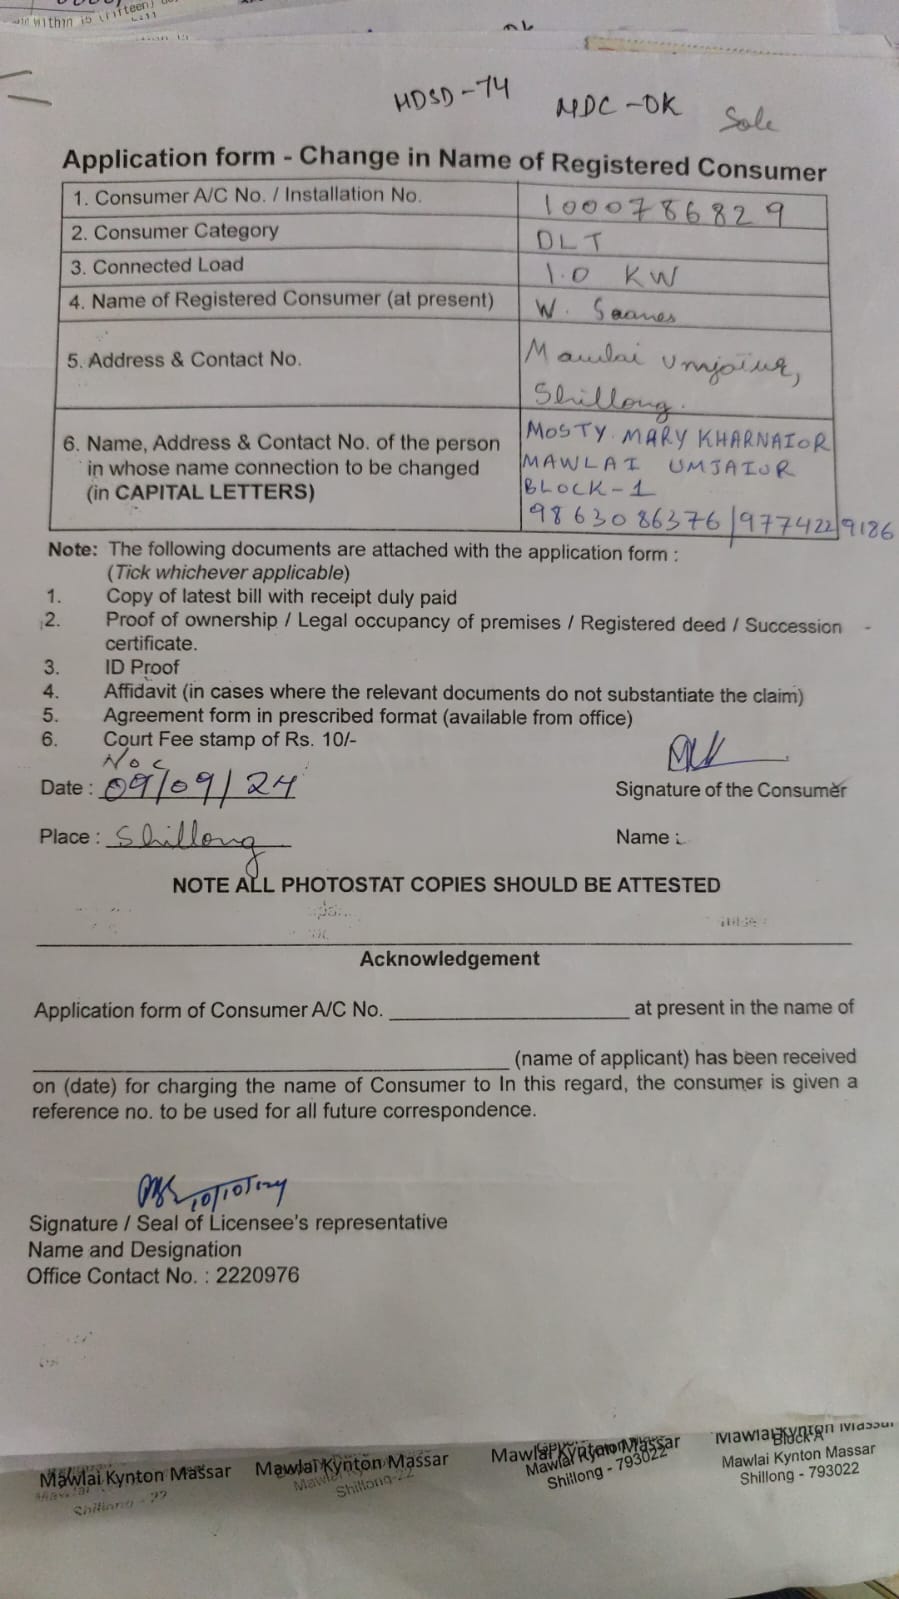 MDSD-74
MDC-OK
Sole
Application form - Change in Name of Registered Consumer
1. Consumer A/C No. / Installation No. 1000786829
2. Consumer Category DLT
3. Connected Load 1.0 KW
4. Name of Registered Consumer (at present) W. Saanes
5. Address & Contact No. Mawlai Umjaiur,
Shillong.
6. Name, Address & Contact No. of the person
in whose name connection to be changed
(in CAPITAL LETTERS)
MOSTY MARY KHARNAIOR
MAWLAI UMJAIUR
BLOCK-1
9863086376/9774229186
Note: The following documents are attached with the application form :
(Tick whichever applicable)
1. Copy of latest bill with receipt duly paid
2. Proof of ownership / Legal occupancy of premises / Registered deed / Succession
certificate.
3. ID Proof
4. Affidavit (in cases where the relevant documents do not substantiate the claim)
5. Agreement form in prescribed format (available from office)
6. Court Fee stamp of Rs. 10/-
Noc
Date : 09/09/24
Signature of the Consumer
Place : Shillong
Name :
NOTE ALL PHOTOSTAT COPIES SHOULD BE ATTESTED
Acknowledgement
Application form of Consumer A/C No. at present in the name of
(name of applicant) has been received
on (date) for charging the name of Consumer to In this regard, the consumer is given a
reference no. to be used for all future correspondence.
10/10/24
Signature / Seal of Licensee's representative
Name and Designation
Office Contact No. : 2220976
Mawlai Kynton Massar
Shillong - 22
Mawlai Kynton Massar
Shillong-22
Mawlai Kynton Massar
Shillong - 793022
Mawlai Kynton Massar
Block A
Mawlai Kynton Massar
Shillong - 793022